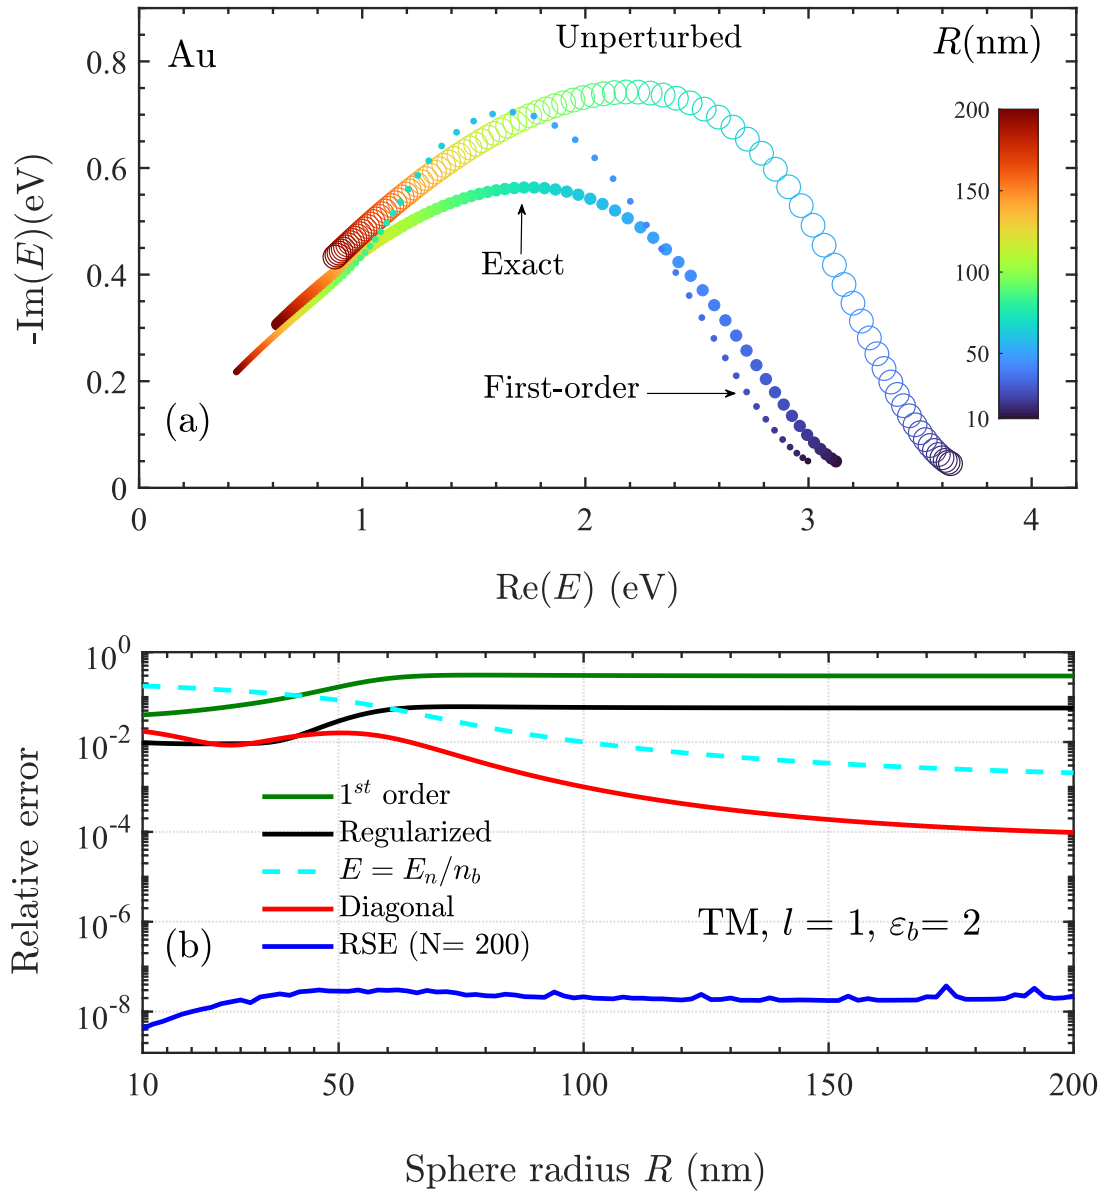 Au
Unperturbed
R(nm)
Exact
First-order
(a)
200
150
100
50
10
0.8
0.6
0.4
0.2
0
-Im(E)(eV)
0 1 2 3 4
Re(E) (eV)
10^0
10^-2
10^-4
10^-6
10^-8
Relative error
1^st order
Regularized
E = E_n/n_b
Diagonal
RSE (N= 200)
(b)
TM, l = 1, ε_b= 2
10 50 100 150 200
Sphere radius R (nm)